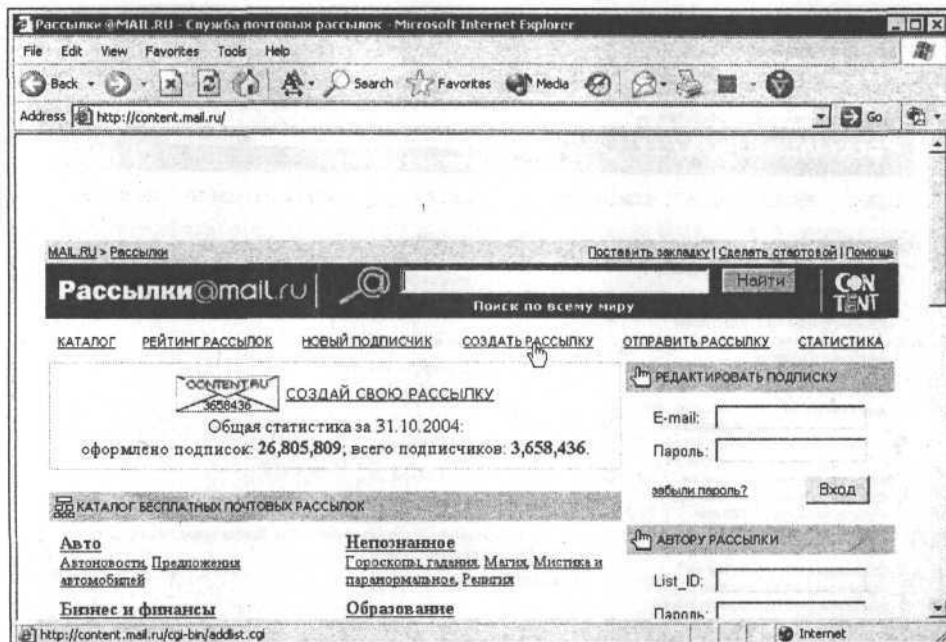 Рассылки @MAIL.RU - Служба почтовых рассылок - Microsoft Internet Explorer
File Edit View Favorites Tools Help
Back Search Favorites Media
Address http://content.mail.ru/ Go
MAIL.RU > Рассылки Поставить закладку | Сделать стартовой | Помощь
Рассылки@mail.ru Найти CONTENT
Поиск по всему миру
КАТАЛОГ РЕЙТИНГ РАССЫЛОК НОВЫЙ ПОДПИСЧИК СОЗДАТЬ РАССЫЛКУ ОТПРАВИТЬ РАССЫЛКУ СТАТИСТИКА
CONTENT.RU
3658436
СОЗДАЙ СВОЮ РАССЫЛКУ
Общая статистика за 31.10.2004:
оформлено подписок: 26,805,809; всего подписчиков: 3,658,436.
РЕДАКТИРОВАТЬ ПОДПИСКУ
E-mail:
Пароль:
забыли пароль? Вход
КАТАЛОГ БЕСПЛАТНЫХ ПОЧТОВЫХ РАССЫЛОК
Авто
Автоновости, Предложения
автомобилей
Бизнес и финансы
Непознанное
Гороскопы, гадания, Магия, Мистика и
паранормальное, Религия
Образование
АВТОРУ РАССЫЛКИ
List_ID:
Пароль:
http://content.mail.ru/cgi-bin/addlist.cgi Internet